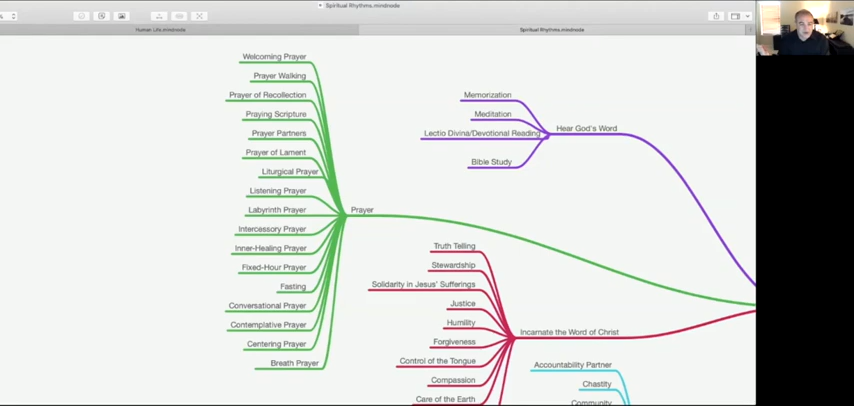 Spiritual Rhythms.mindnode
Human Life.mindnode
Spiritual Rhythms.mindnode
Welcoming Prayer
Prayer Walking
Prayer of Recollection
Praying Scripture
Prayer Partners
Prayer of Lament
Liturgical Prayer
Listening Prayer
Labyrinth Prayer
Intercessory Prayer
Inner-Healing Prayer
Fixed-Hour Prayer
Fasting
Conversational Prayer
Contemplative Prayer
Centering Prayer
Breath Prayer
Prayer
Memorization
Meditation
Lectio Divina/Devotional Reading
Bible Study
Hear God's Word
Truth Telling
Stewardship
Solidarity in Jesus' Sufferings
Justice
Humility
Forgiveness
Control of the Tongue
Compassion
Care of the Earth
Incarnate the Word of Christ
Accountability Partner
Chastity
Community